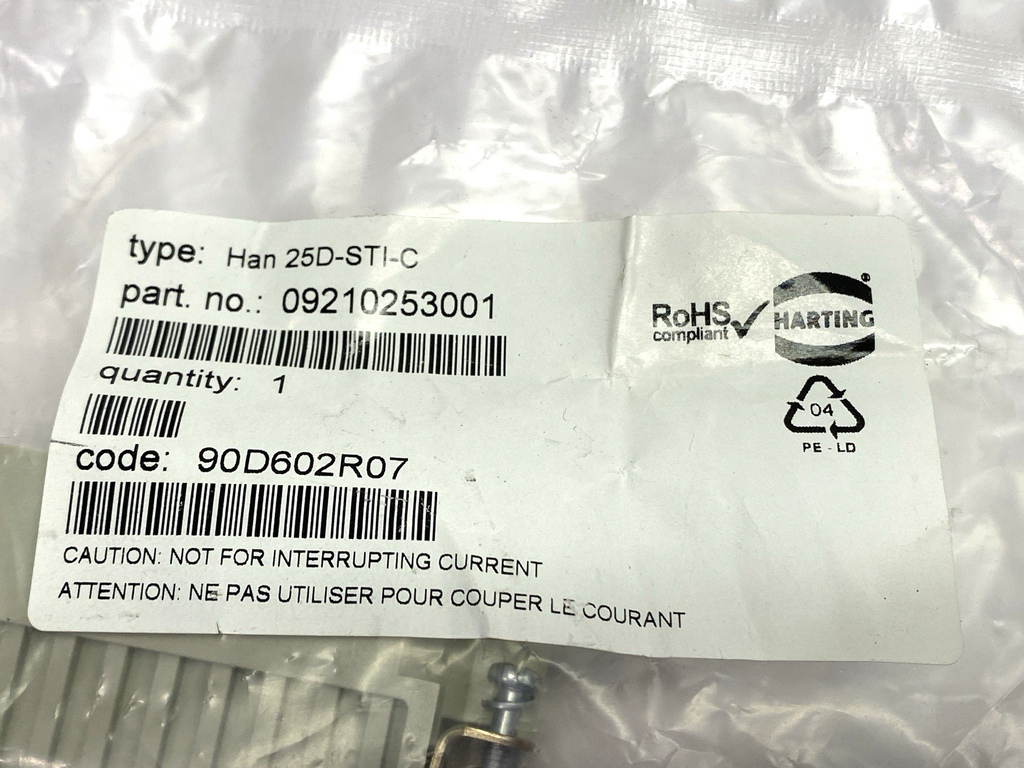 type: Han 25D-STI-C
part. no.: 09210253001
quantity: 1
code: 90D602R07
CAUTION: NOT FOR INTERRUPTING CURRENT
ATTENTION: NE PAS UTILISER POUR COUPER LE COURANT
RoHS
compliant
HARTING
®
04
PE - LD